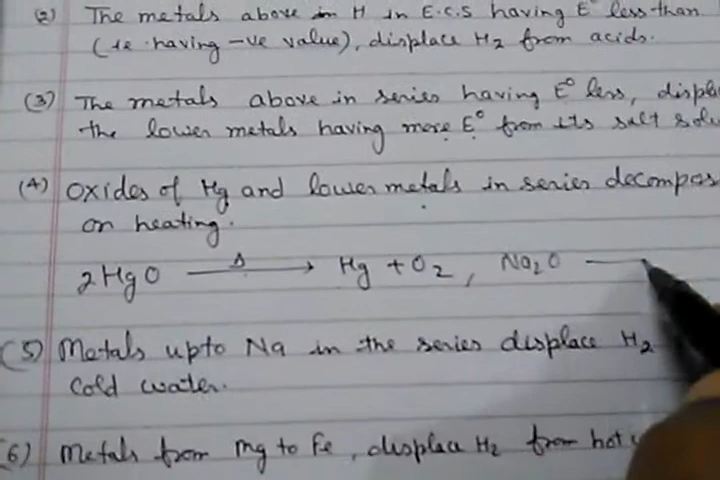 (2) The metals above in H in E.C.S having E° less than
(ie having -ve value), displace H2 from acids.
(3) The metals above in series having E° less,
the lower metals having more E° from its salt
(4) Oxides of Hg and lower metals in series
on heating.
2HgO —Δ→ Hg + O2, Na2O —
(5) Metals upto Na in the series displace H2
cold water.
(6) Metals from Mg to Fe, displace H2 from hot